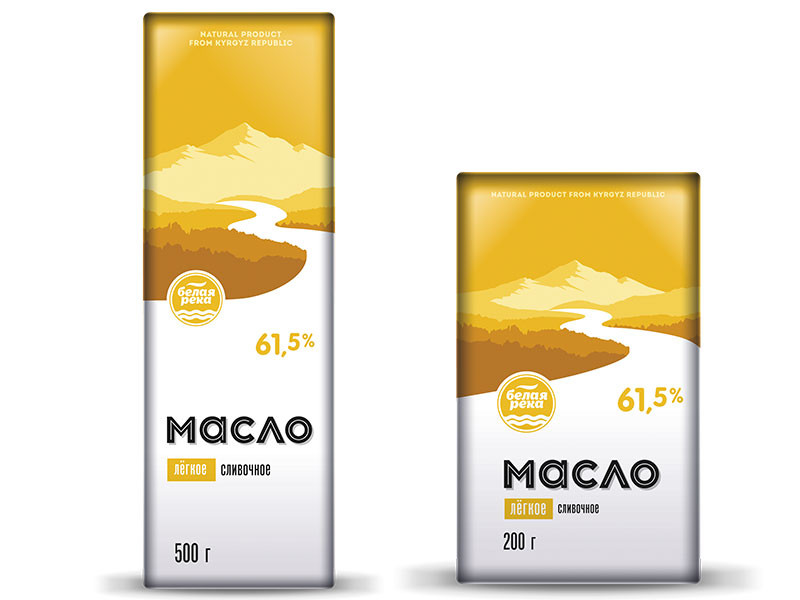 NATURAL PRODUCT
FROM KYRGYZ REPUBLIC
белая
река
61,5%
масло
лёгкое сливочное
500 г
NATURAL PRODUCT FROM KYRGYZ REPUBLIC
белая
река
61,5%
масло
лёгкое сливочное
200 г